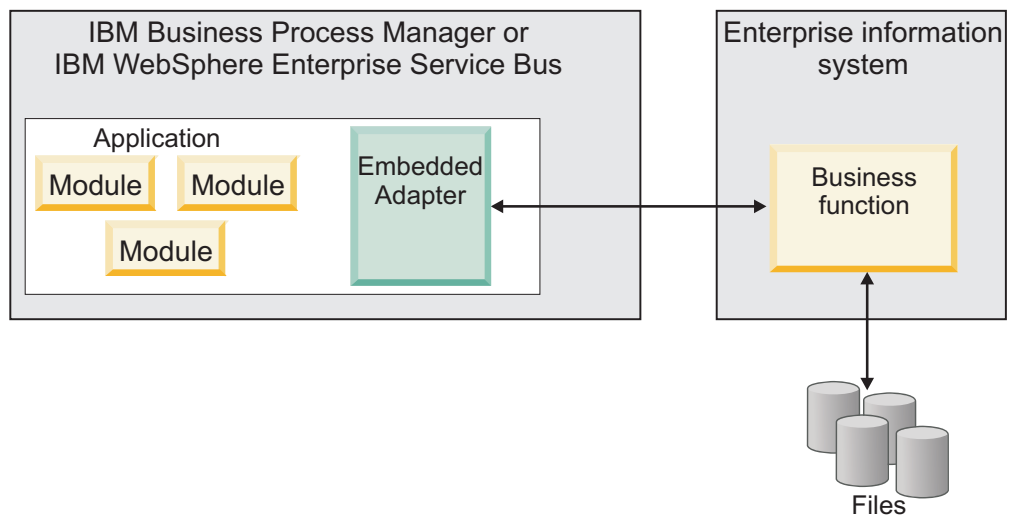 IBM Business Process Manager or
IBM WebSphere Enterprise Service Bus
Application
Module
Module
Module
Embedded
Adapter
Enterprise information
system
Business
function
Files